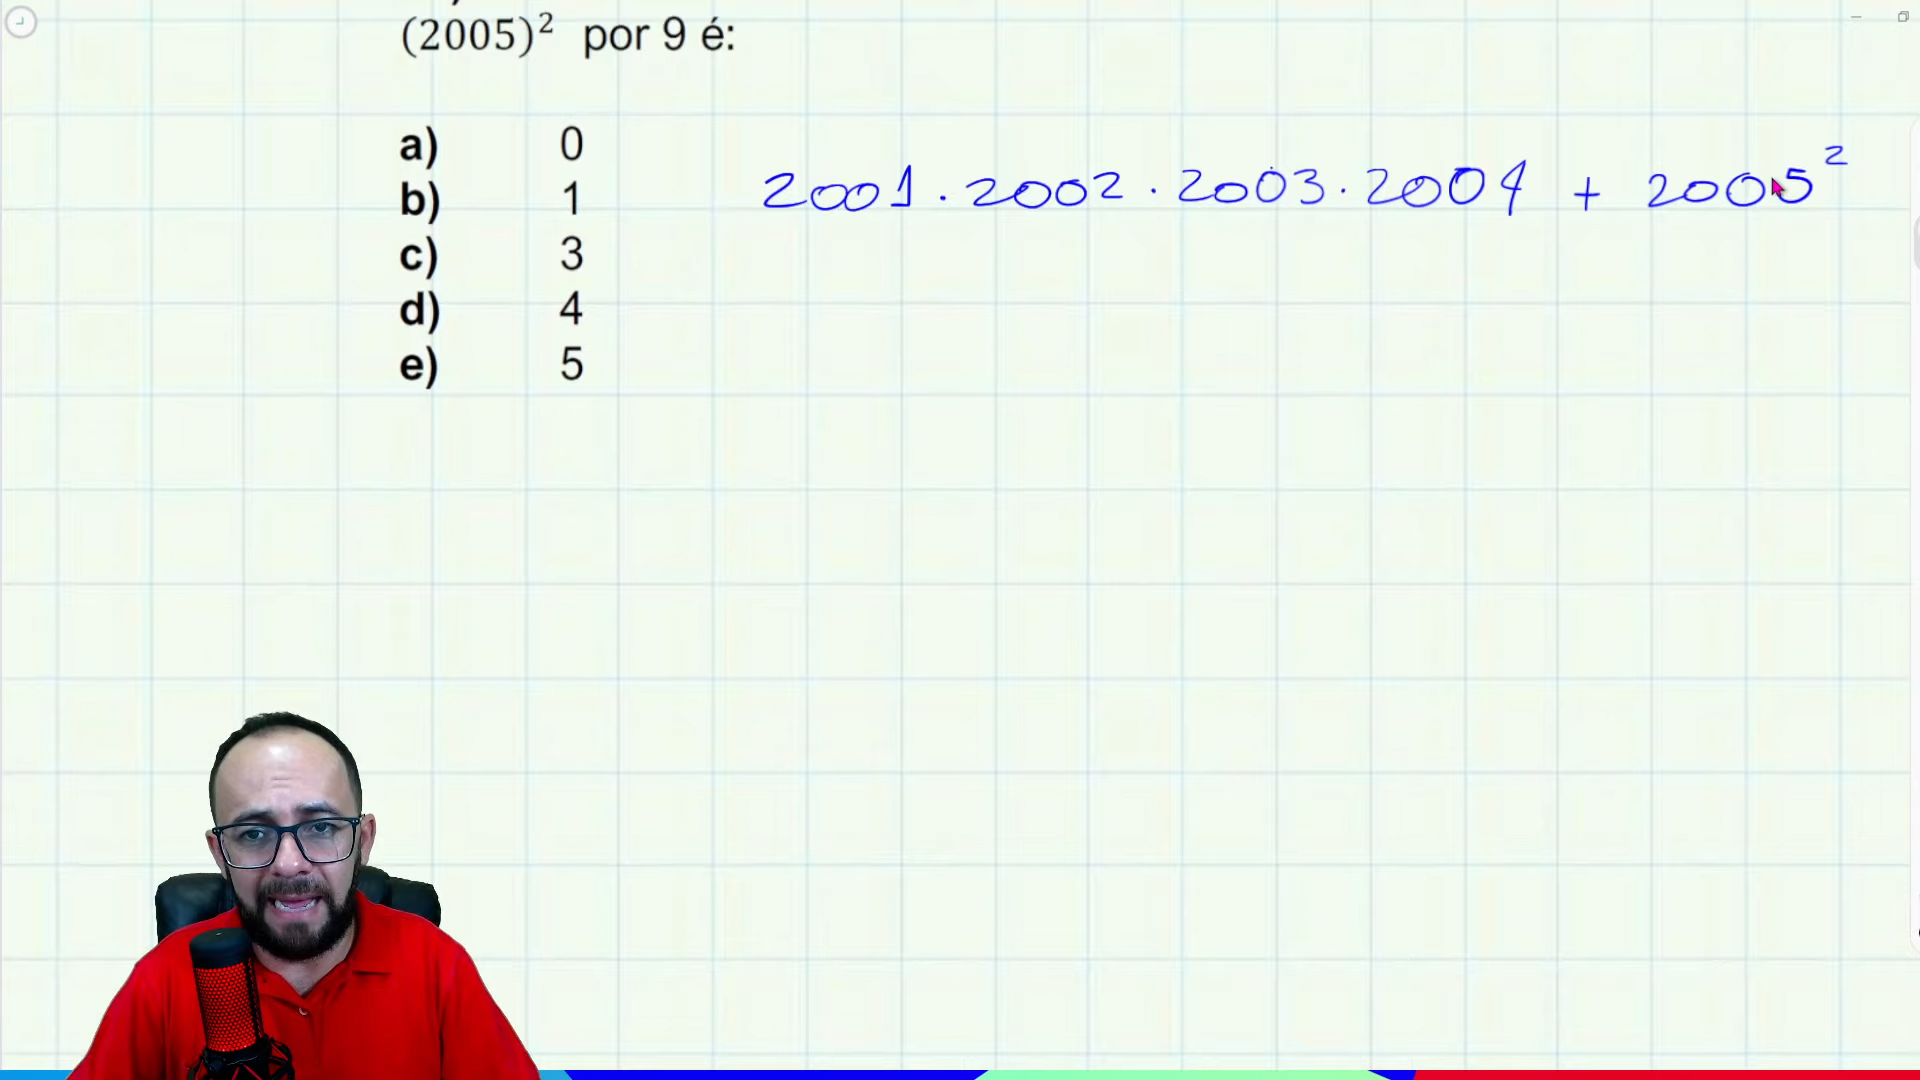 (2005)² por 9 é:
a) 0
b) 1
c) 3
d) 4
e) 5
2001 . 2002 . 2003 . 2004 + 2005²